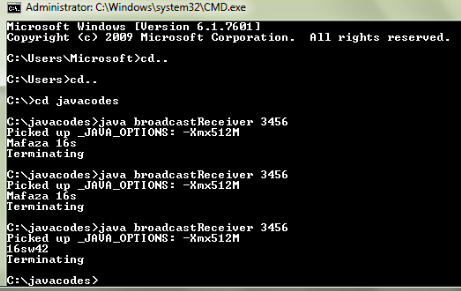 Administrator: C:\Windows\system32\CMD.exe
Microsoft Windows [Version 6.1.7601]
Copyright (c) 2009 Microsoft Corporation.  All rights reserved.
C:\Users\Microsoft>cd..
C:\Users>cd..
C:\>cd javacodes
C:\javacodes>java broadcastReceiver 3456
Picked up _JAVA_OPTIONS: -Xmx512M
Mafaza 16s
Terminating
C:\javacodes>java broadcastReceiver 3456
Picked up _JAVA_OPTIONS: -Xmx512M
Mafaza 16s
Terminating
C:\javacodes>java broadcastReceiver 3456
Picked up _JAVA_OPTIONS: -Xmx512M
16sw42
Terminating
C:\javacodes>